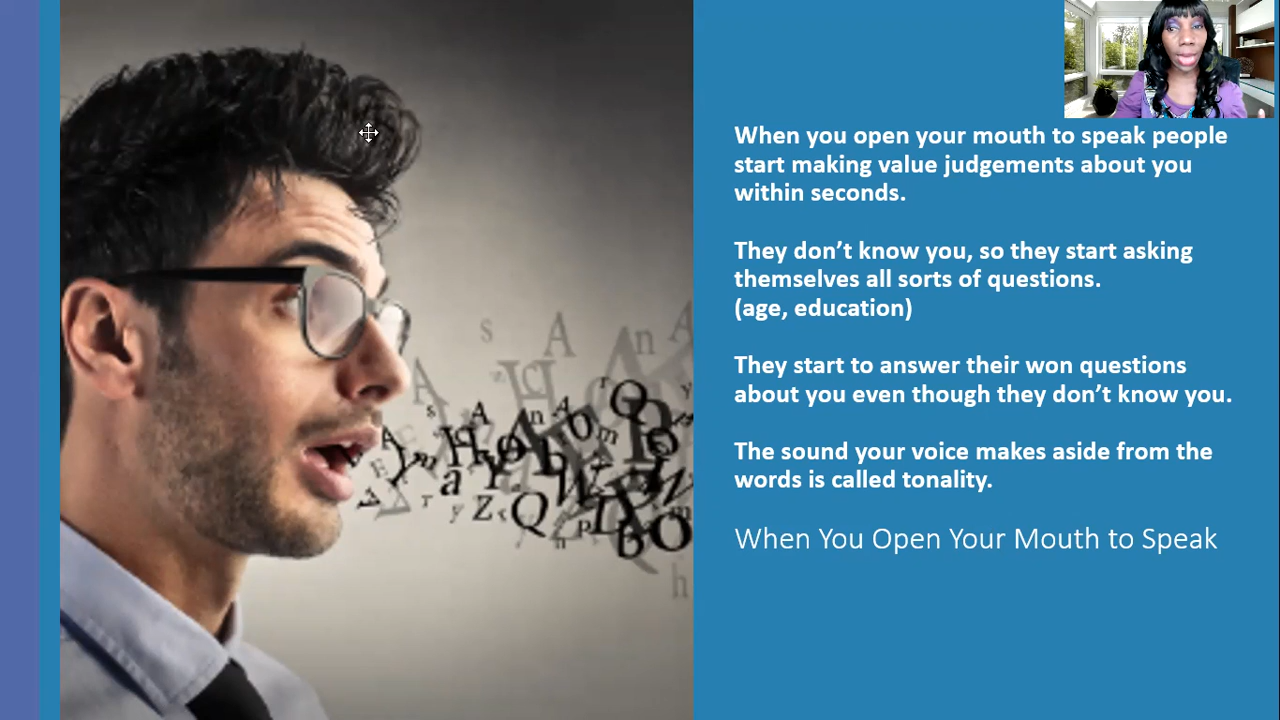 When you open your mouth to speak people
start making value judgements about you
within seconds.
They don’t know you, so they start asking
themselves all sorts of questions.
(age, education)
They start to answer their won questions
about you even though they don’t know you.
The sound your voice makes aside from the
words is called tonality.
When You Open Your Mouth to Speak